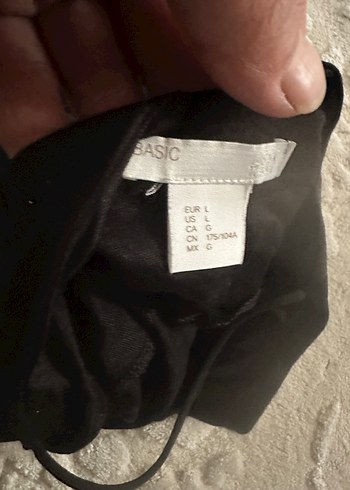 BASIC
EUR L
US L
CA G
CN 175/104A
MX G